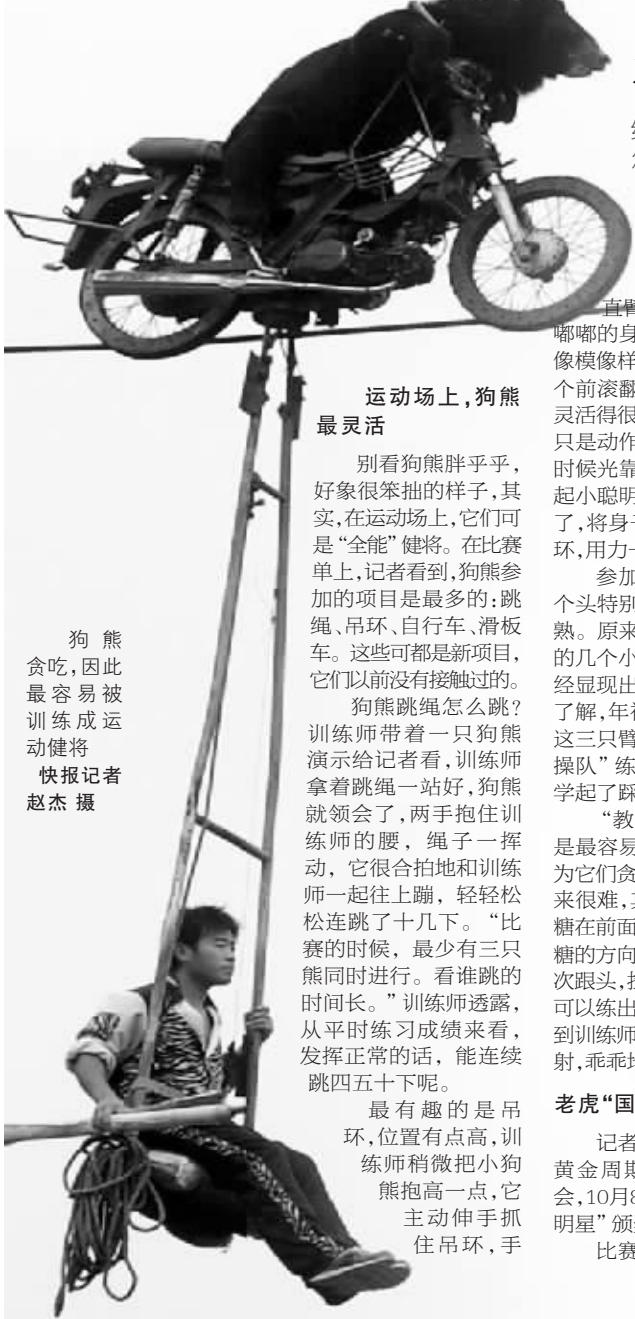 狗熊
贪吃,因此
最容易被
训练成运
动健将
快报记者
赵杰 摄
运动场上,狗熊
最灵活
别看狗熊胖乎乎,
好象很笨拙的样子,其
实,在运动场上,它们可
是“全能”健将。在比赛
单上,记者看到,狗熊参
加的项目是最多的:跳
绳、吊环、自行车、滑板
车。这些可都是新项目,
它们以前没有接触过的。
狗熊跳绳怎么跳?
训练师带着一只狗熊
演示给记者看,训练师
拿着跳绳一站好,狗熊
就领会了,两手抱住训
练师的腰,绳子一挥
动,它很合拍地和训练
师一起往上蹦,轻轻松
松连跳了十几下。“比
赛的时候,最少有三只
熊同时进行。看谁跳的
时间长。”训练师透露,
从平时练习成绩来看,
发挥正常的话,能连续
跳四五十下呢。
最有趣的是吊
环,位置有点高,训
练师稍微把小狗
熊抱高一点,它
主动伸手抓
住吊环,手
直臂
嘟嘟的身
像模像样
个前滚翻
灵活得很
只是动作
时候光靠
起小聪明
了,将身子
环,用力一
参加
个头特别
熟。原来
的几个小
经显现出
了解,年初
这三只臂
操队”练
学起了踩
“教
是最容易
为它们贪
来很难,其
糖在前面
糖的方向
次跟头,
可以练出
到训练师
射,乖乖地
老虎“国
记者
黄金周期
会,10月8
明星”颁奖
比赛